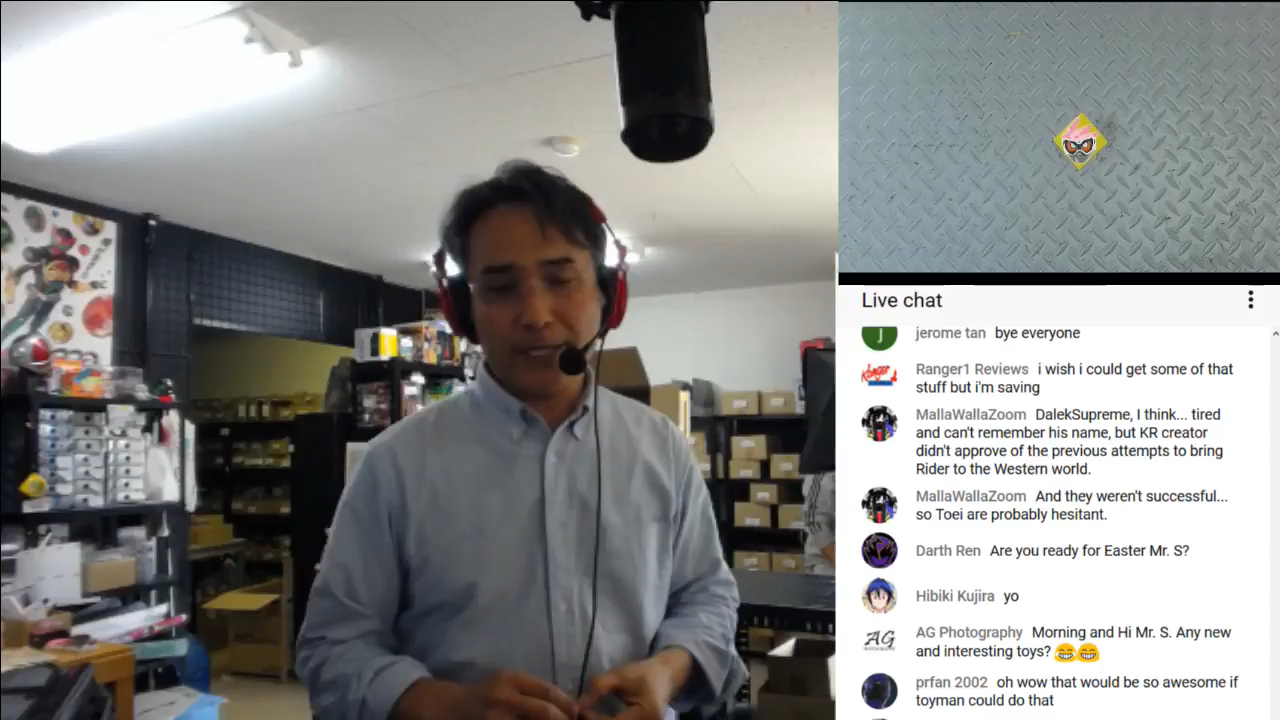 Live chat
J
jerome tan bye everyone
Ranger1 Reviews i wish i could get some of that
stuff but i'm saving
MallaWallaZoom DalekSupreme, I think... tired
and can't remember his name, but KR creator
didn't approve of the previous attempts to bring
Rider to the Western world.
MallaWallaZoom And they weren't successful...
so Toei are probably hesitant.
Darth Ren Are you ready for Easter Mr. S?
Hibiki Kujira yo
AG AG Photography Morning and Hi Mr. S. Any new
and interesting toys? 😂😂
prfan 2002 oh wow that would be so awesome if
toyman could do that